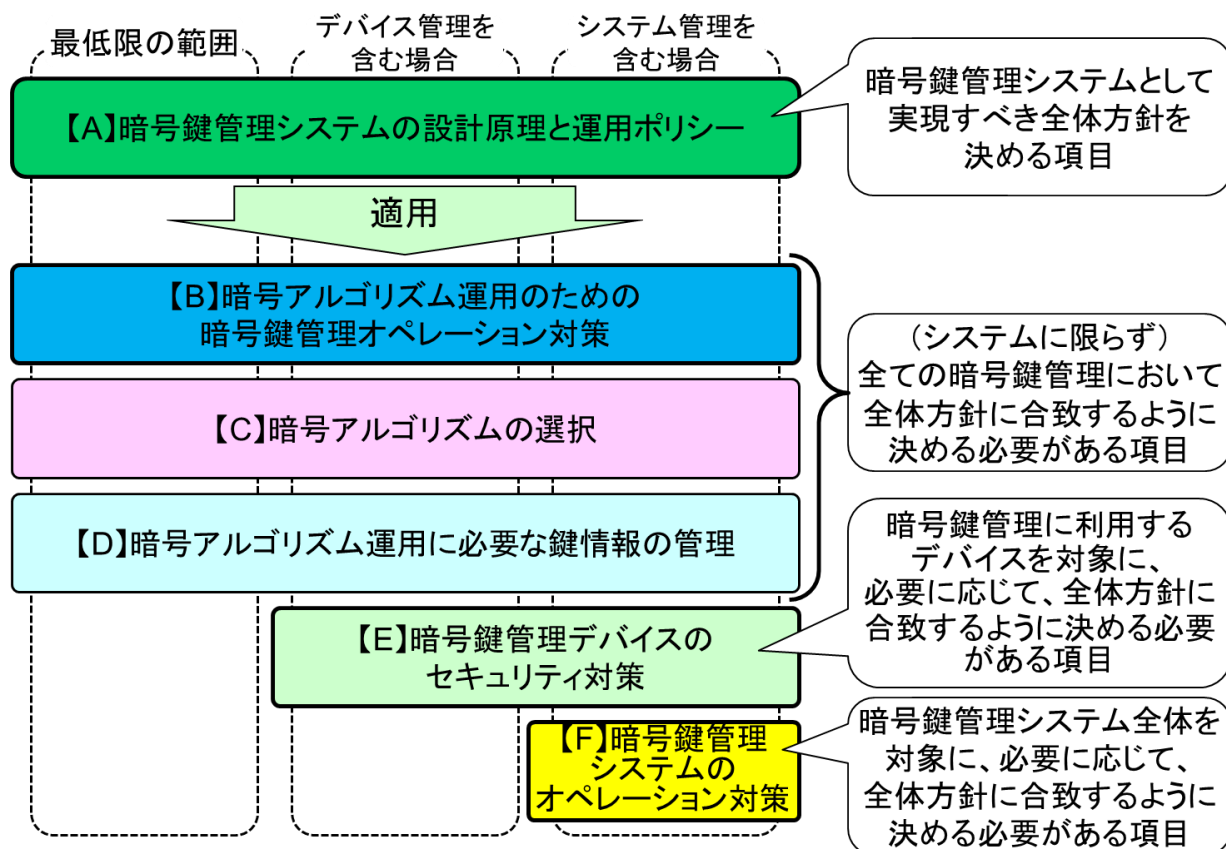 最低限の範囲
デバイス管理を
含む場合
システム管理を
含む場合
【A】暗号鍵管理システムの設計原理と運用ポリシー
暗号鍵管理システムとして
実現すべき全体方針を
決める項目
適用
【B】暗号アルゴリズム運用のための
暗号鍵管理オペレーション対策
【C】暗号アルゴリズムの選択
【D】暗号アルゴリズム運用に必要な鍵情報の管理
(システムに限らず)
全ての暗号鍵管理において
全体方針に合致するように
決める必要がある項目
【E】暗号鍵管理デバイスの
セキュリティ対策
暗号鍵管理に利用する
デバイスを対象に、
必要に応じて、全体方針に
合致するように決める必要
がある項目
【F】暗号鍵管理
システムの
オペレーション対策
暗号鍵管理システム全体を
対象に、必要に応じて、
全体方針に合致するように
決める必要がある項目